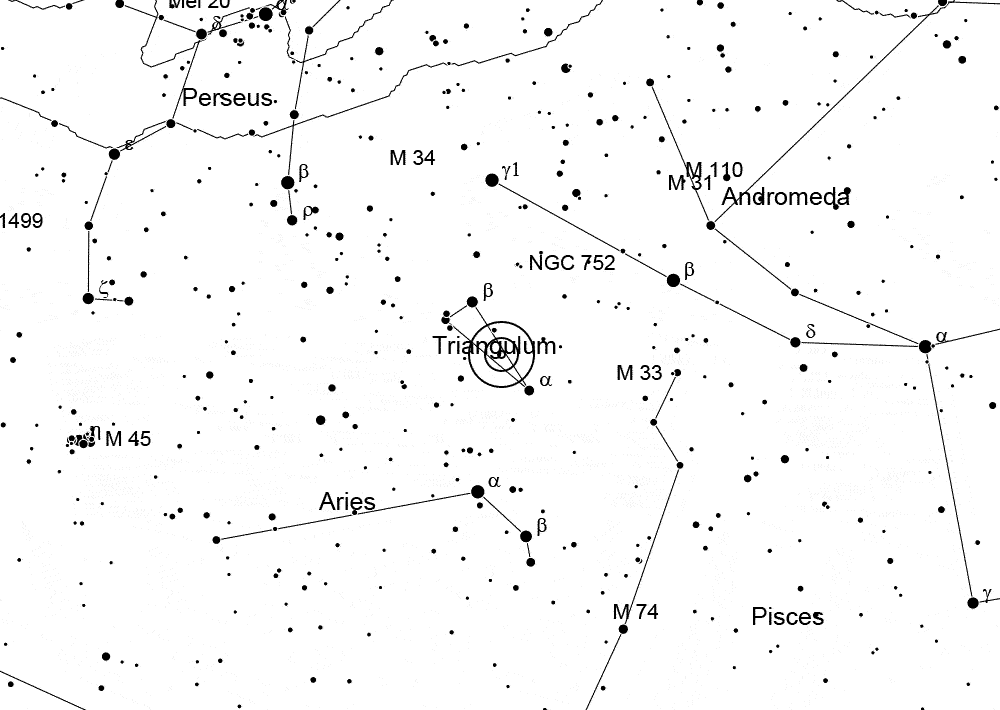 Mel 20
α
δ
Perseus
ε
M 34
β
γ1
M 110
M 31
Andromeda
ρ
1499
NGC 752
β
ζ
β
δ
α
Triangulum
M 33
α
η
M 45
α
Aries
β
γ
M 74
Pisces